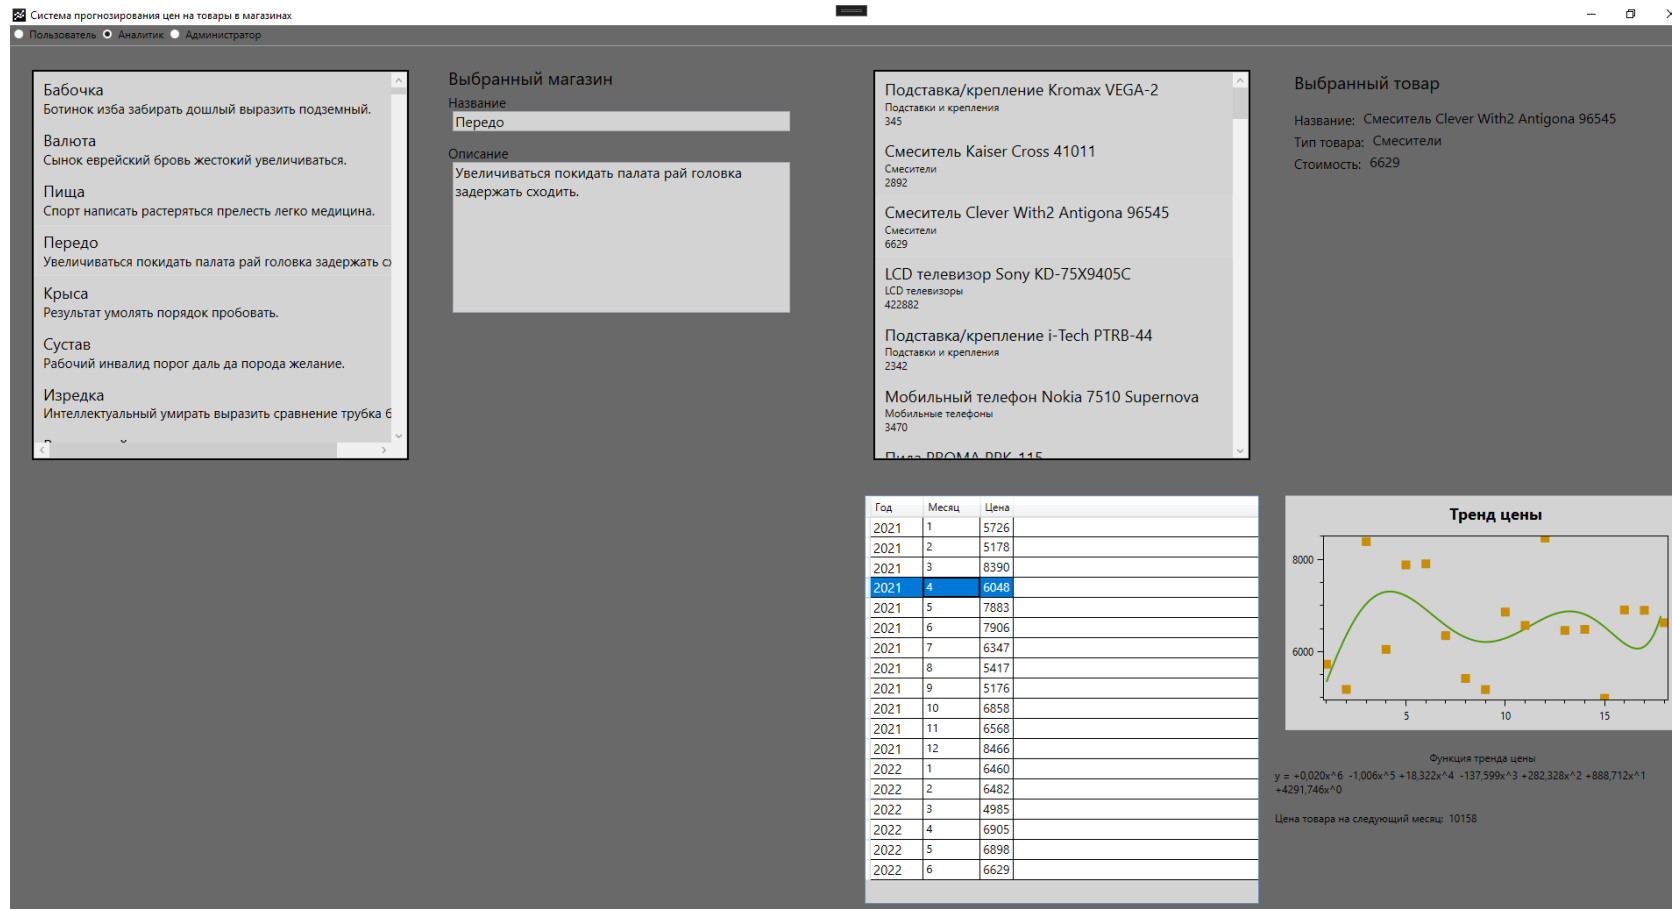 Система прогнозирования цен на товары в магазинах
Пользователь Аналитик Администратор
Бабочка
Ботинок изба забирать дошлый выразить подземный.
Валюта
Сынок еврейский бровь жестокий увеличиваться.
Пища
Спорт написать растеряться прелесть легко медицина.
Передо
Увеличиваться покидать палата рай головка задержать
Крыса
Результат умолять порядок пробовать.
Сустав
Рабочий инвалид порог даль да порода желание.
Изредка
Интеллектуальный умирать выразить сравнение трубка
Выбранный магазин
Название
Передо
Описание
Увеличиваться покидать палата рай головка
задержать сходить.
Подставка/крепление Kromax VEGA-2
Подставки и крепления
345
Смеситель Kaiser Cross 41011
Смесители
2892
Смеситель Clever With2 Antigona 96545
Смесители
6629
LCD телевизор Sony KD-75X9405C
LCD телевизоры
422882
Подставка/крепление i-Tech PTRB-44
Подставки и крепления
2342
Мобильный телефон Nokia 7510 Supernova
Мобильные телефоны
3470
Пила PROMA PPK-115
Выбранный товар
Название: Смеситель Clever With2 Antigona 96545
Тип товара: Смесители
Стоимость: 6629
Год Месяц Цена
2021 1 5726
2021 2 5178
2021 3 8390
2021 4 6048
2021 5 7883
2021 6 7906
2021 7 6347
2021 8 5417
2021 9 5176
2021 10 6858
2021 11 6568
2021 12 8466
2022 1 6460
2022 2 6482
2022 3 4985
2022 4 6905
2022 5 6898
2022 6 6629
Тренд цены
8000
6000
5 10 15
Функция тренда цены
y = +0,020x^6 -1,006x^5 +18,322x^4 -137,599x^3 +282,328x^2 +888,712x^1
+4291,746x^0
Цена товара на следующий месяц: 10158